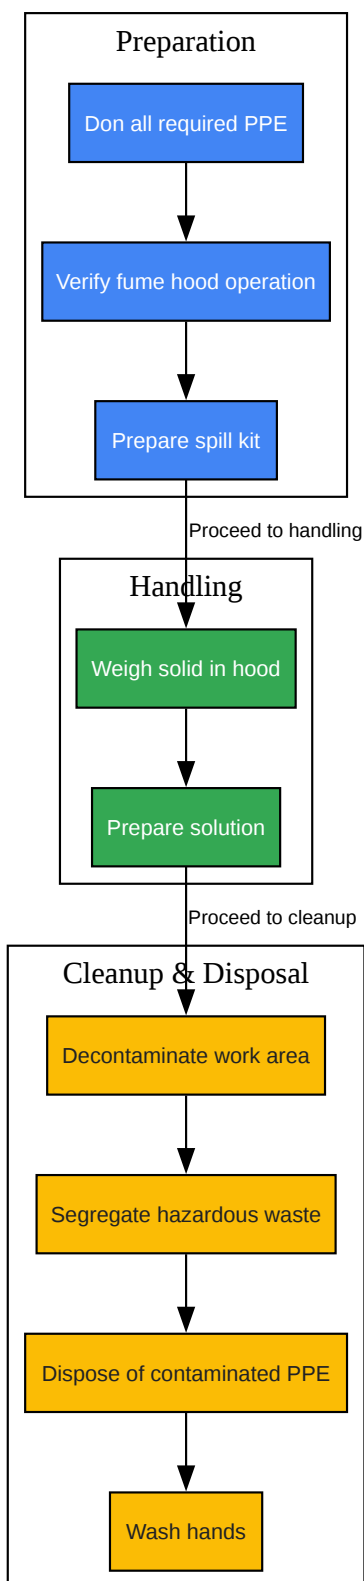 Preparation
Don all required PPE
Verify fume hood operation
Prepare spill kit
Proceed to handling
Handling
Weigh solid in hood
Prepare solution
Proceed to cleanup
Cleanup & Disposal
Decontaminate work area
Segregate hazardous waste
Dispose of contaminated PPE
Wash hands